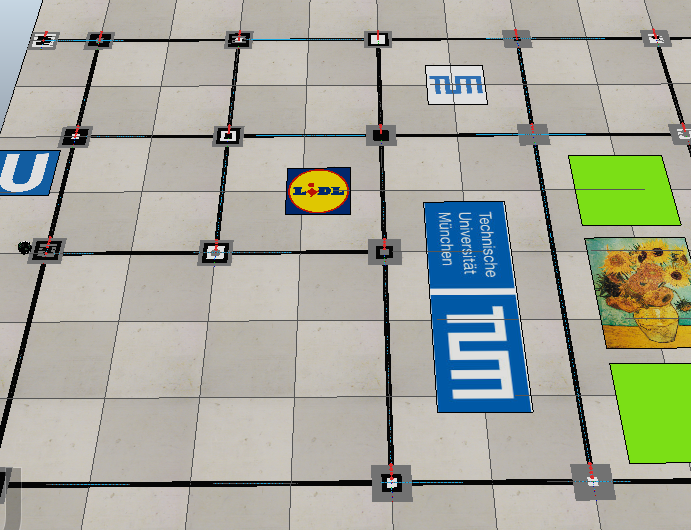 TUM
U
LIDL
Technische
Universität
München
TUM